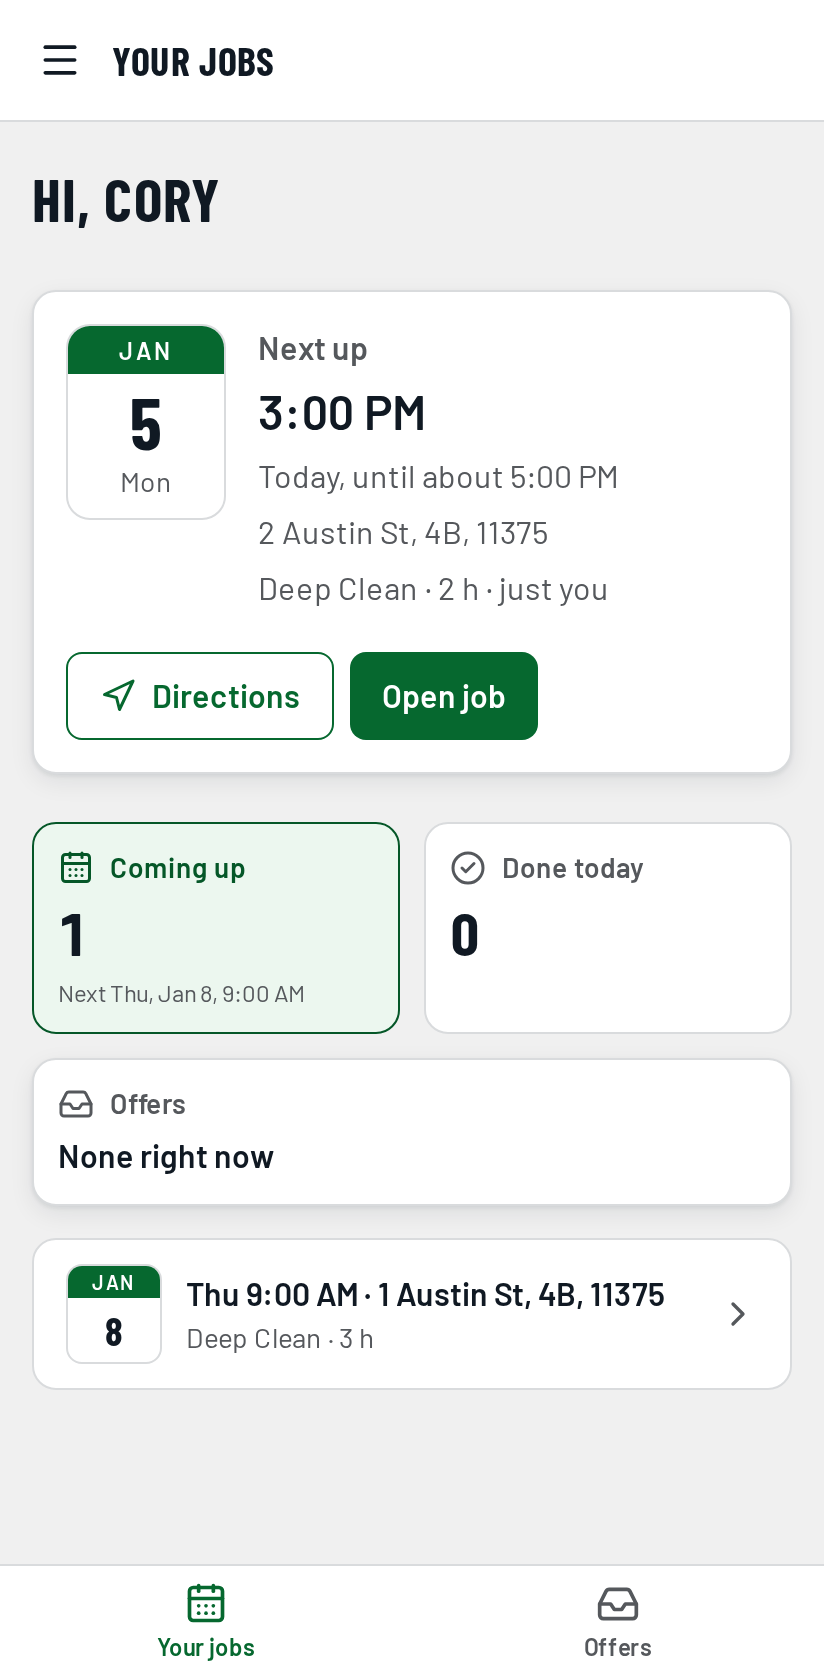 YOUR JOBS
HI, CORY
JAN
5
Mon
Next up
3:00 PM
Today, until about 5:00 PM
2 Austin St, 4B, 11375
Deep Clean · 2 h · just you
Directions
Open job
Coming up
1
Next Thu, Jan 8, 9:00 AM
Done today
0
Offers
None right now
JAN
8
Thu 9:00 AM · 1 Austin St, 4B, 11375
Deep Clean · 3 h
Your jobs
Offers